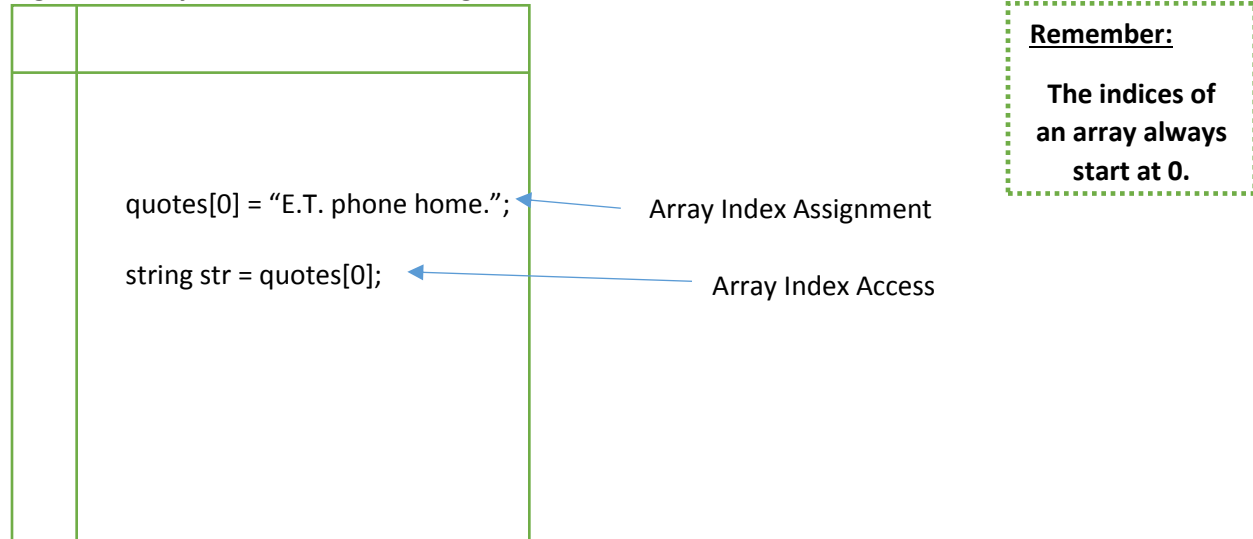 Remember:
The indices of
an array always
start at 0.
quotes[0] = “E.T. phone home.”;
Array Index Assignment
string str = quotes[0];
Array Index Access